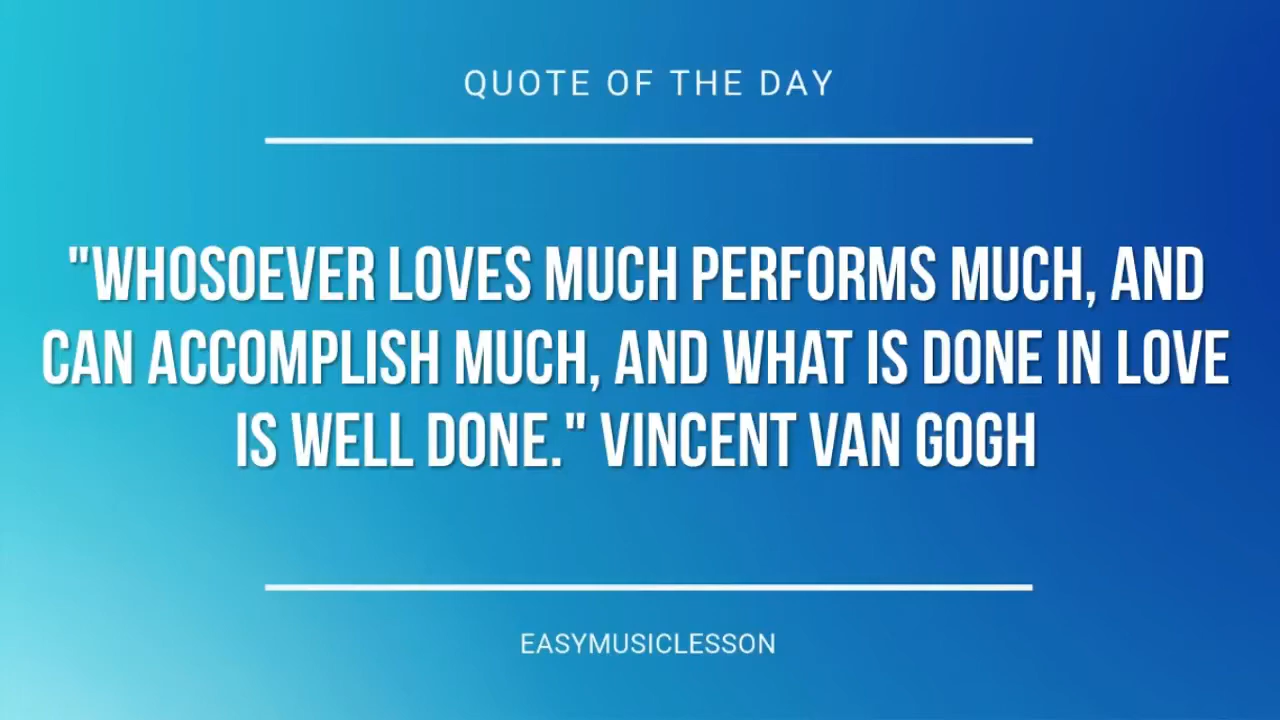 QUOTE OF THE DAY
"WHOSOEVER LOVES MUCH PERFORMS MUCH, AND
CAN ACCOMPLISH MUCH, AND WHAT IS DONE IN LOVE
IS WELL DONE." VINCENT VAN GOGH
EASYMUSICLESSON